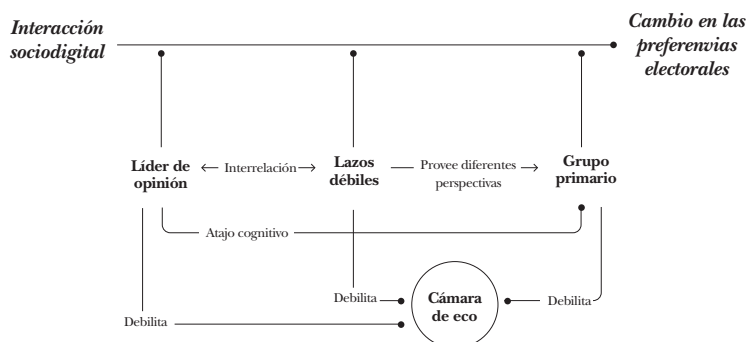 Interacción
sociodigital
Cambio en las
preferenvias
electorales
Líder de
opinión
Interrelación
Lazos
débiles
Provee diferentes
perspectivas
Grupo
primario
Atajo cognitivo
Debilita
Cámara
de eco
Debilita
Debilita